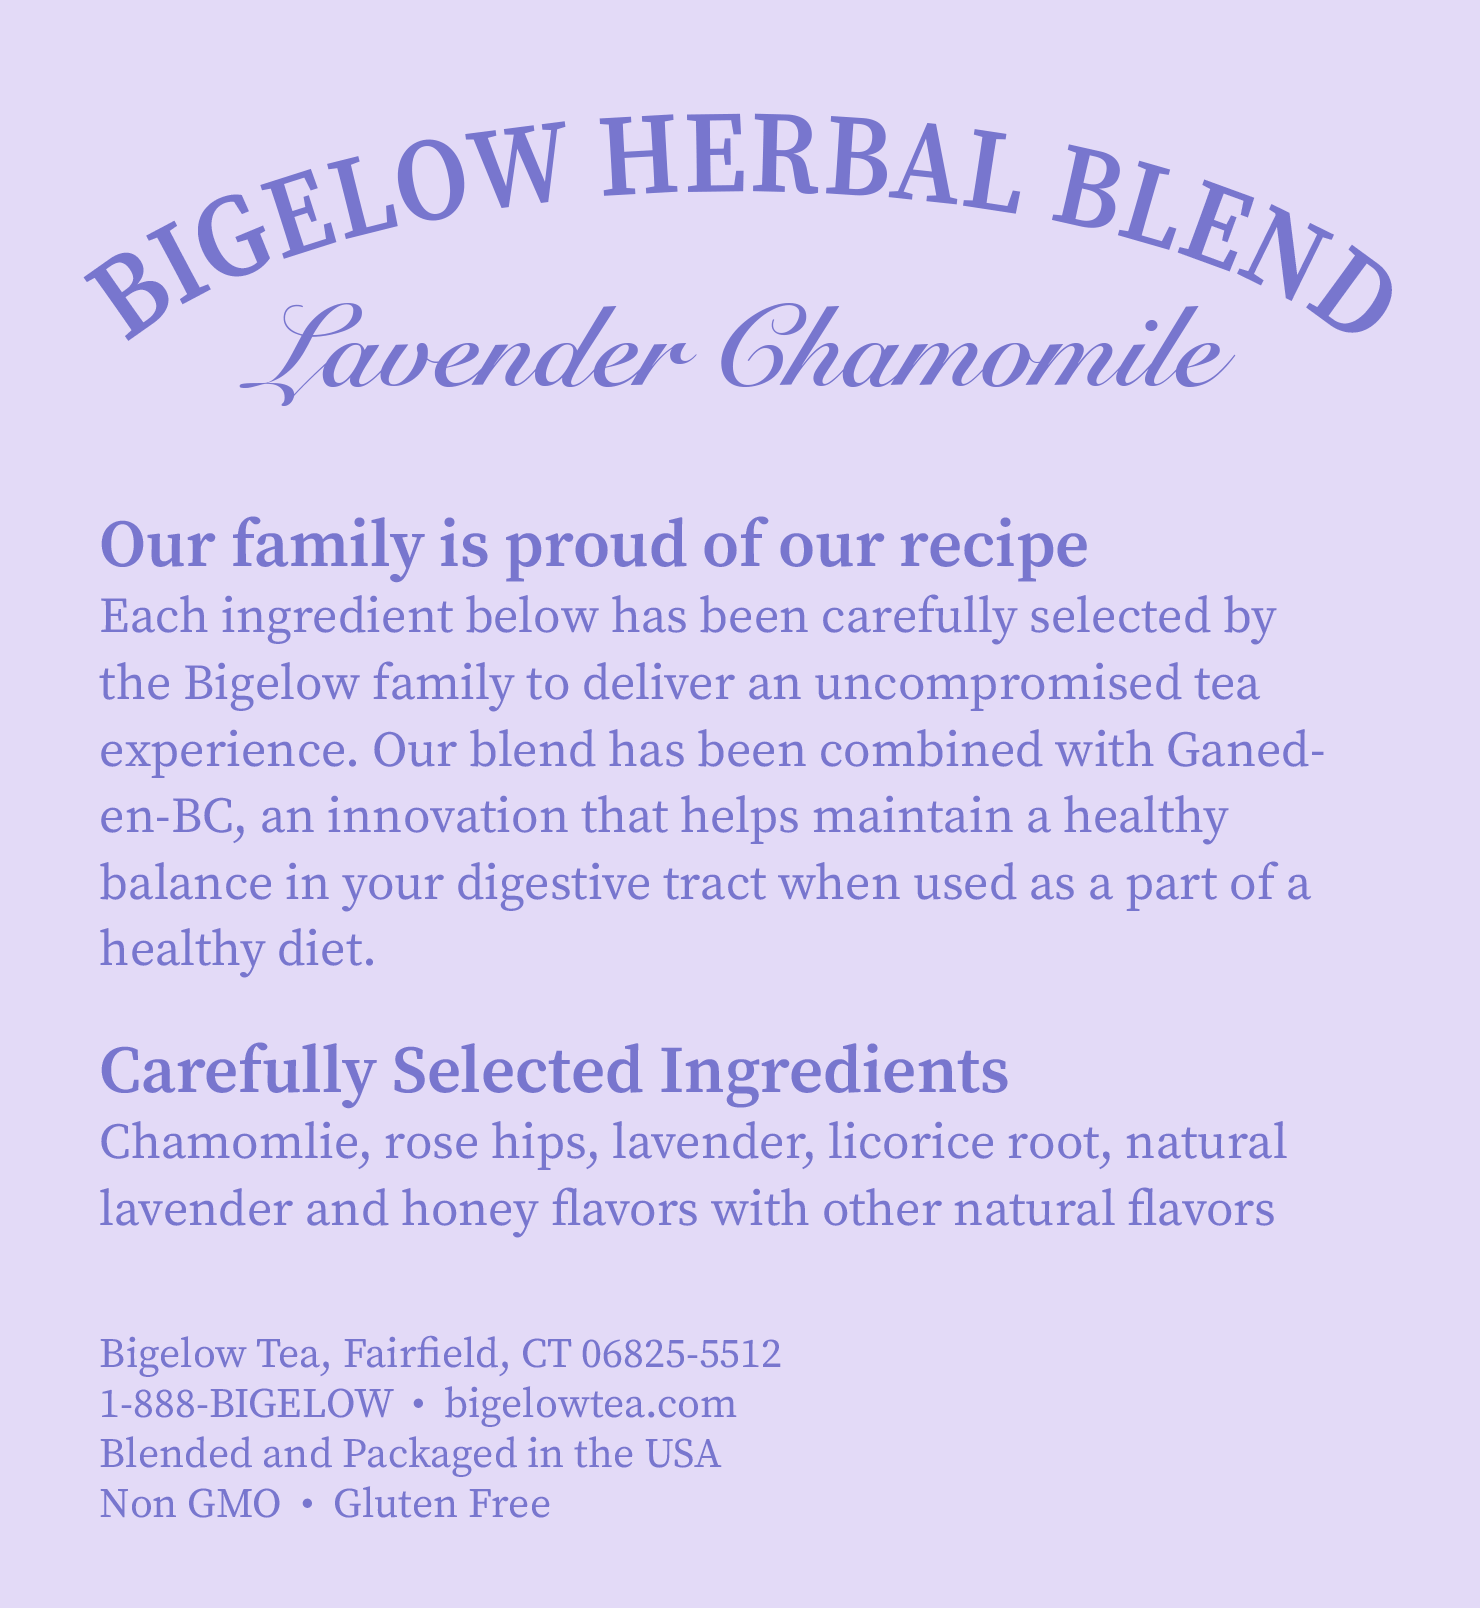 BIGELOW HERBAL BLEND
Lavender Chamomile
Our family is proud of our recipe
Each ingredient below has been carefully selected by
the Bigelow family to deliver an uncompromised tea
experience. Our blend has been combined with Ganed-
en-BC, an innovation that helps maintain a healthy
balance in your digestive tract when used as a part of a
healthy diet.
Carefully Selected Ingredients
Chamomlie, rose hips, lavender, licorice root, natural
lavender and honey flavors with other natural flavors
Bigelow Tea, Fairfield, CT 06825-5512
1-888-BIGELOW • bigelowtea.com
Blended and Packaged in the USA
Non GMO • Gluten Free